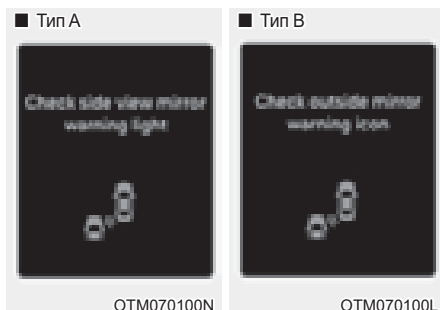 ■ Тип A
Check side view mirror
warning light
OTM070100N
■ Тип B
Check outside mirror
warning icon
OTM070100L